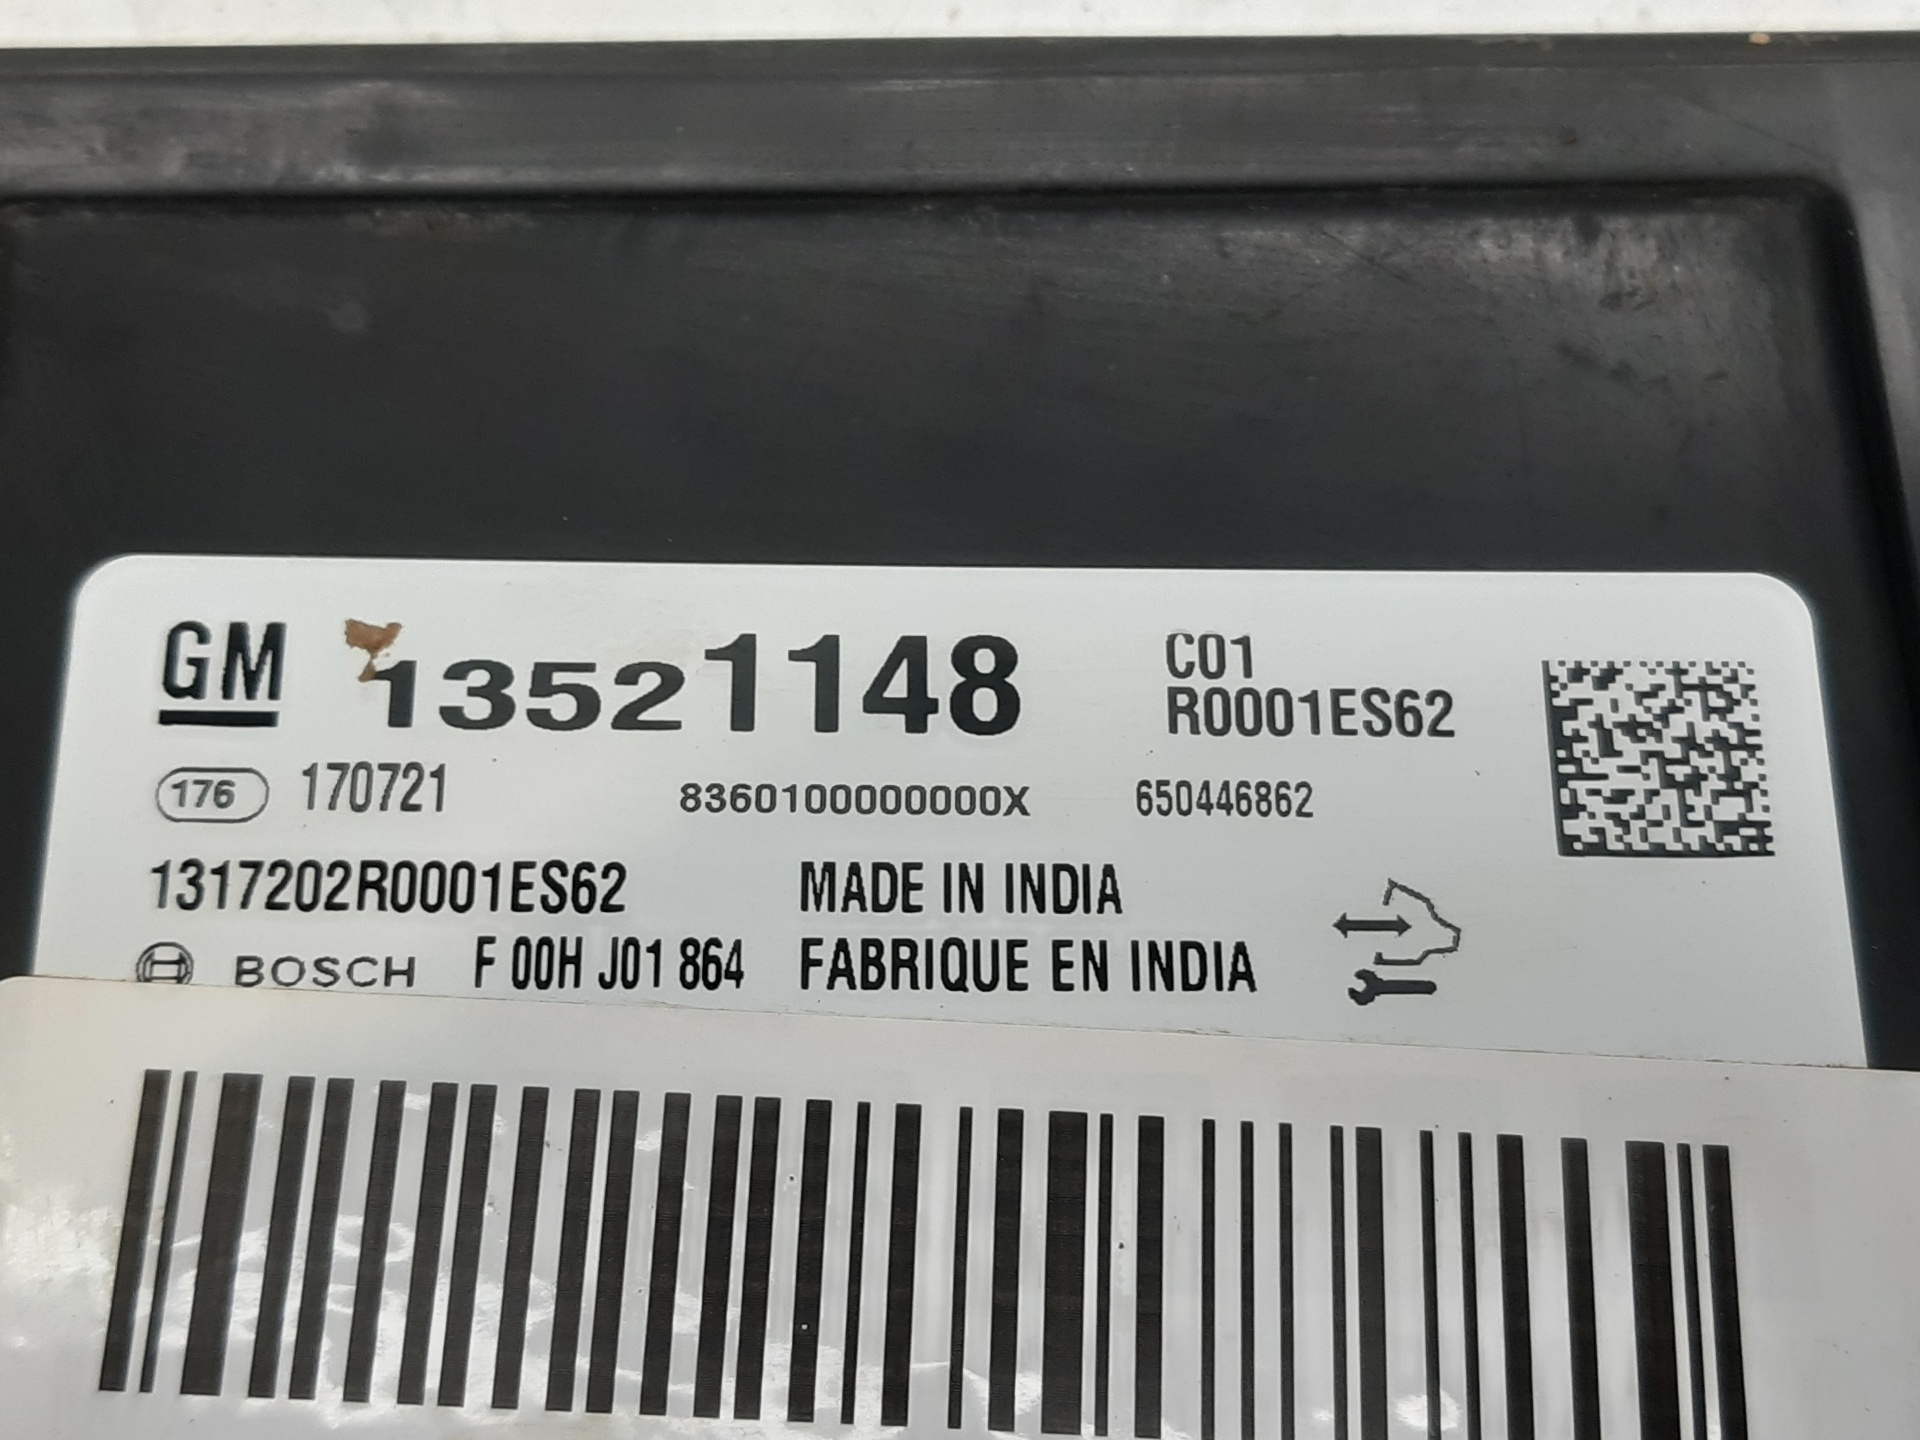 GM 13521148 C01
R0001ES62
176 170721 8360100000000X 650446862
1317202R0001ES62 MADE IN INDIA
BOSCH F 00H J01 864 FABRIQUE EN INDIA